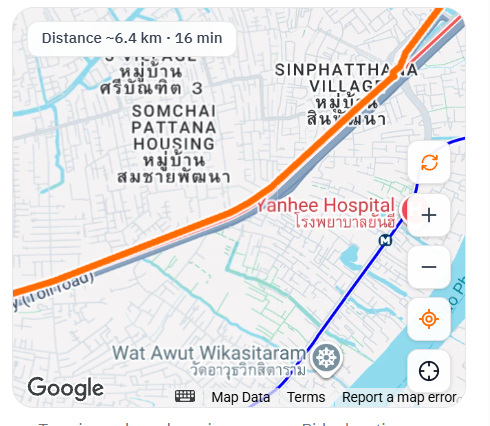 Distance ~6.4 km · 16 min
VILLAGE
หมู่บ้าน
ศรีบัณฑิต 3
SINPHATTHANA
VILLAGE
หมู่บ้าน
สินพัฒนา
SOMCHAI
PATTANA
HOUSING
หมู่บ้าน
สมชายพัฒนา
Yanhee Hospital
โรงพยาบาลยันฮี
M
(Toll road)
Wat Awut Wikasitaram
วัดอาวุธวิกสิตาราม
Google
Map Data
Terms
Report a map error